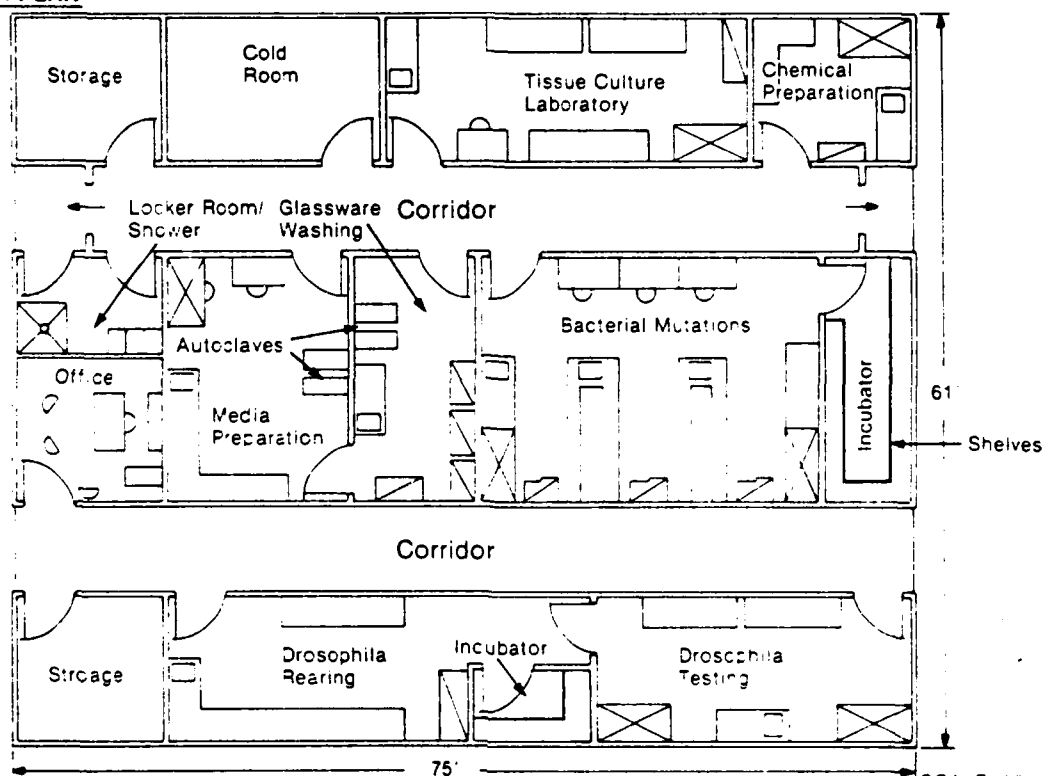 Storage
Cold
Room
Tissue Culture
Laboratory
Chemical
Preparation
Locker Room/
Shower
Glassware
Washing
Corridor
Bacterial Mutations
Autoclaves
Office
Media
Preparation
Incubator
61'
Shelves
Corridor
Stroage
Drosophila
Rearing
Incubator
Drosophila
Testing
75'